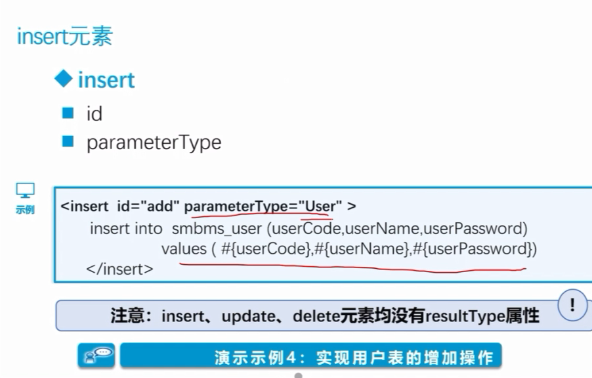 insert元素
insert
id
parameterType
示例
<insert id="add" parameterType="User" >
insert into smbms_user (userCode,userName,userPassword)
values ( #{userCode},#{userName},#{userPassword})
</insert>
注意：insert、update、delete元素均没有resultType属性
!
演示示例4：实现用户表的增加操作